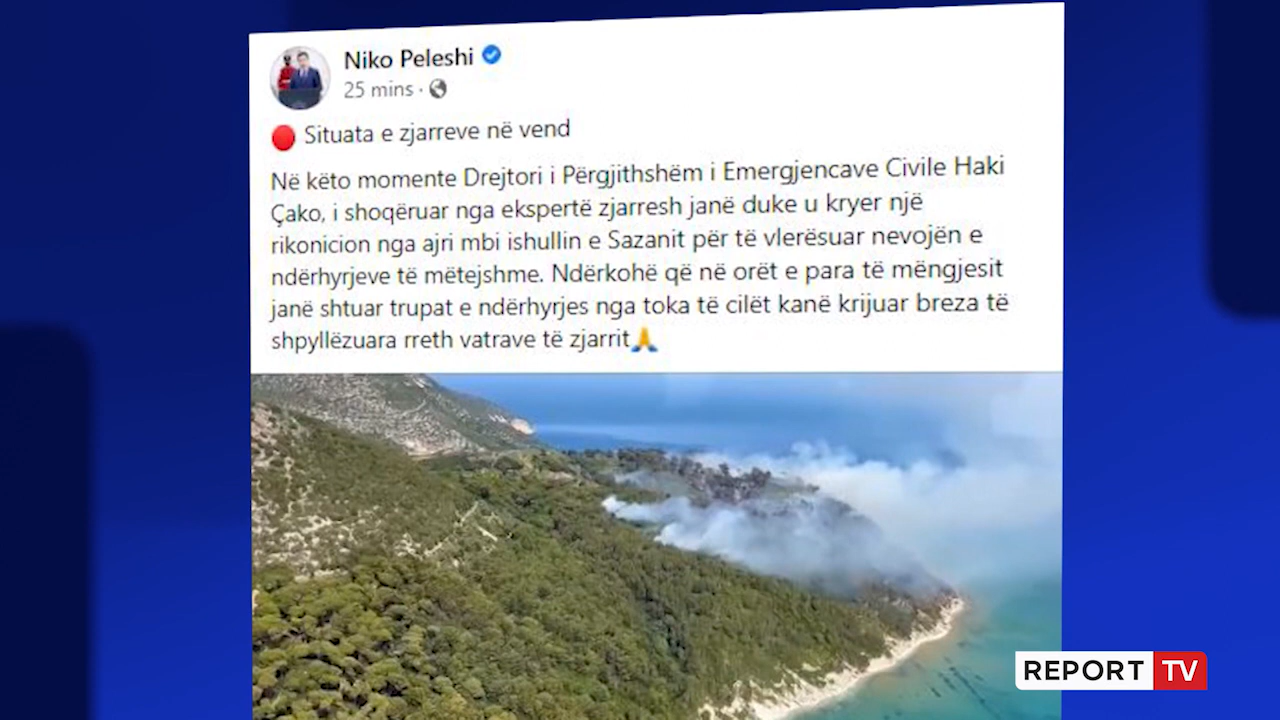 Niko Peleshi
25 mins ·
Situata e zjarreve në vend
Në këto momente Drejtori i Përgjithshëm i Emergjencave Civile Haki
Çako, i shoqëruar nga ekspertë zjarresh janë duke u kryer një
rikonicion nga ajri mbi ishullin e Sazanit për të vlerësuar nevojën e
ndërhyrjeve të mëtejshme. Ndërkohë që në orët e para të mëngjesit
janë shtuar trupat e ndërhyrjes nga toka të cilët kanë krijuar breza të
shpyllëzuara rreth vatrave të zjarrit🙏
REPORT TV